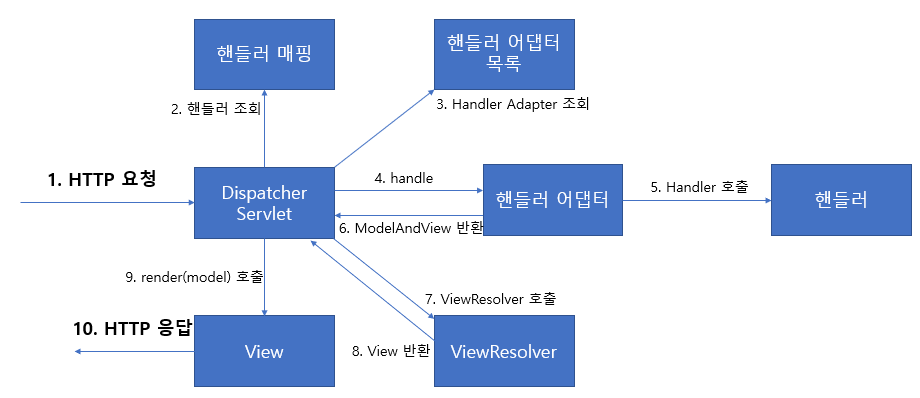 핸들러 매핑
핸들러 어댑터
목록
2. 핸들러 조회
3. Handler Adapter 조회
1. HTTP 요청
Dispatcher
Servlet
4. handle
핸들러 어댑터
5. Handler 호출
핸들러
6. ModelAndView 반환
9. render(model) 호출
7. ViewResolver 호출
10. HTTP 응답
View
8. View 반환
ViewResolver